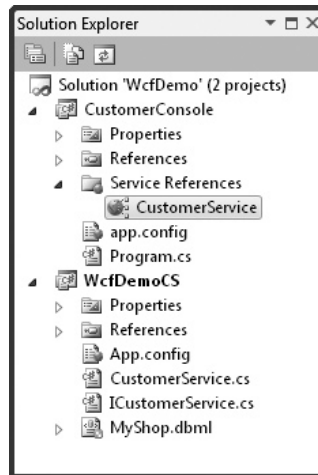 Solution Explorer
Solution 'WcfDemo' (2 projects)
CustomerConsole
Properties
References
Service References
CustomerService
app.config
Program.cs
WcfDemoCS
Properties
References
App.config
CustomerService.cs
ICustomerService.cs
MyShop.dbml